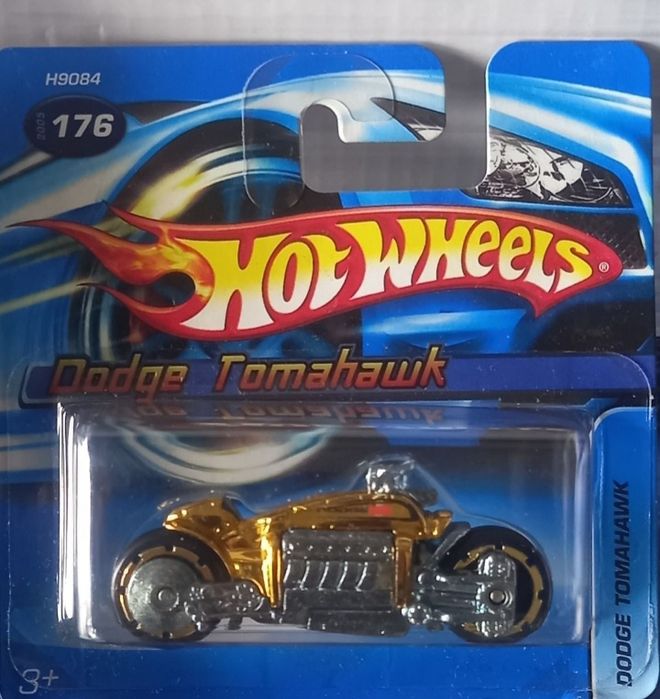 H9084
2005
176
HOT WHEELS®
Dodge Tomahawk
DODGE TOMAHAWK
3+